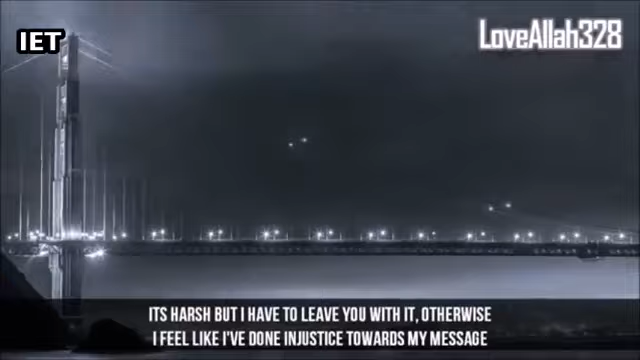 IET
LoveAllah328
ITS HARSH BUT I HAVE TO LEAVE YOU WITH IT, OTHERWISE
I FEEL LIKE I'VE DONE INJUSTICE TOWARDS MY MESSAGE